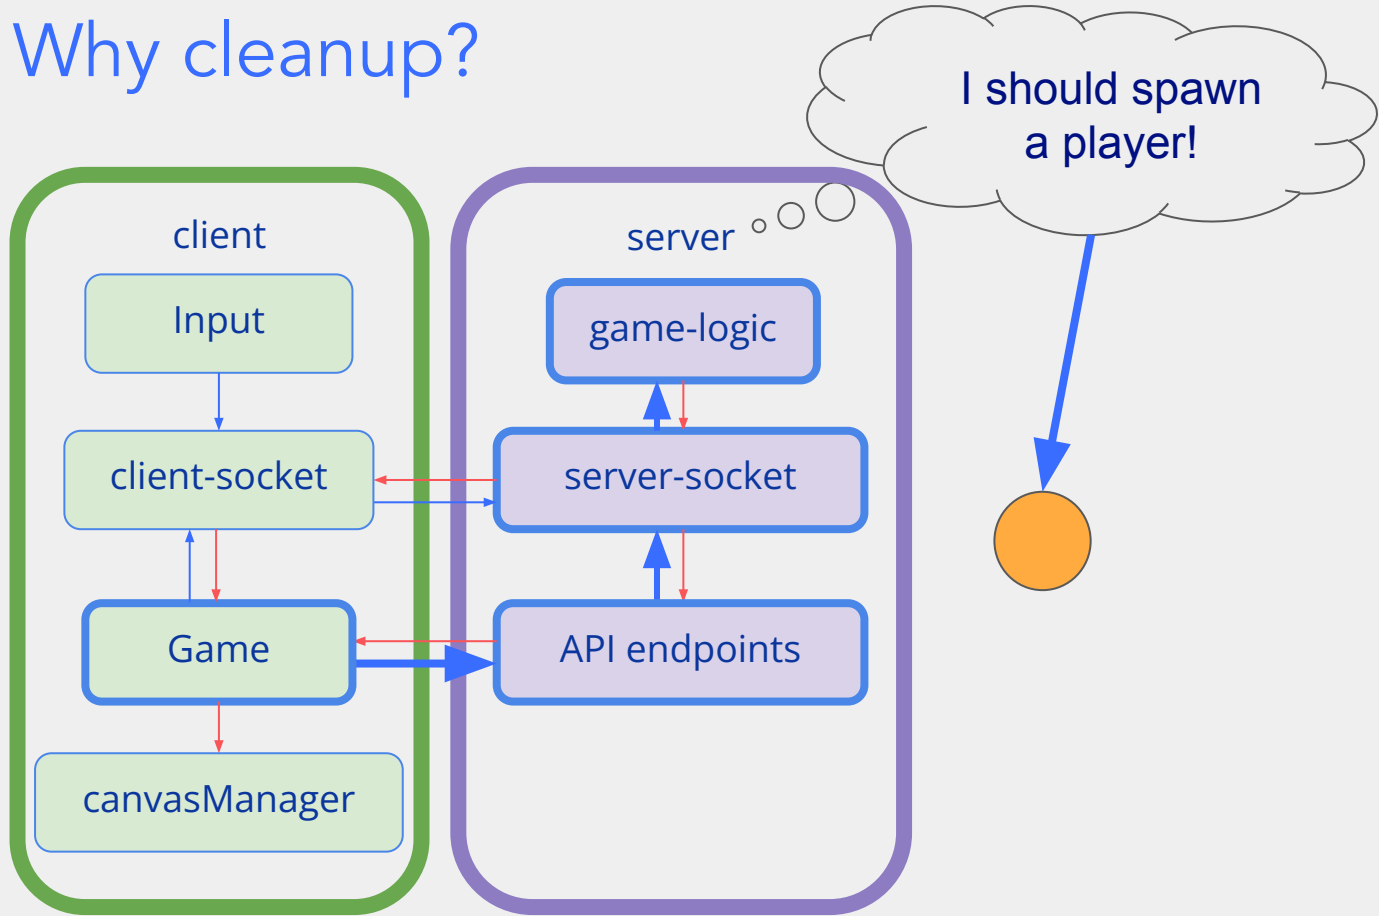 Why cleanup?
I should spawn
a player!
client
Input
client-socket
Game
canvasManager
server
game-logic
server-socket
API endpoints